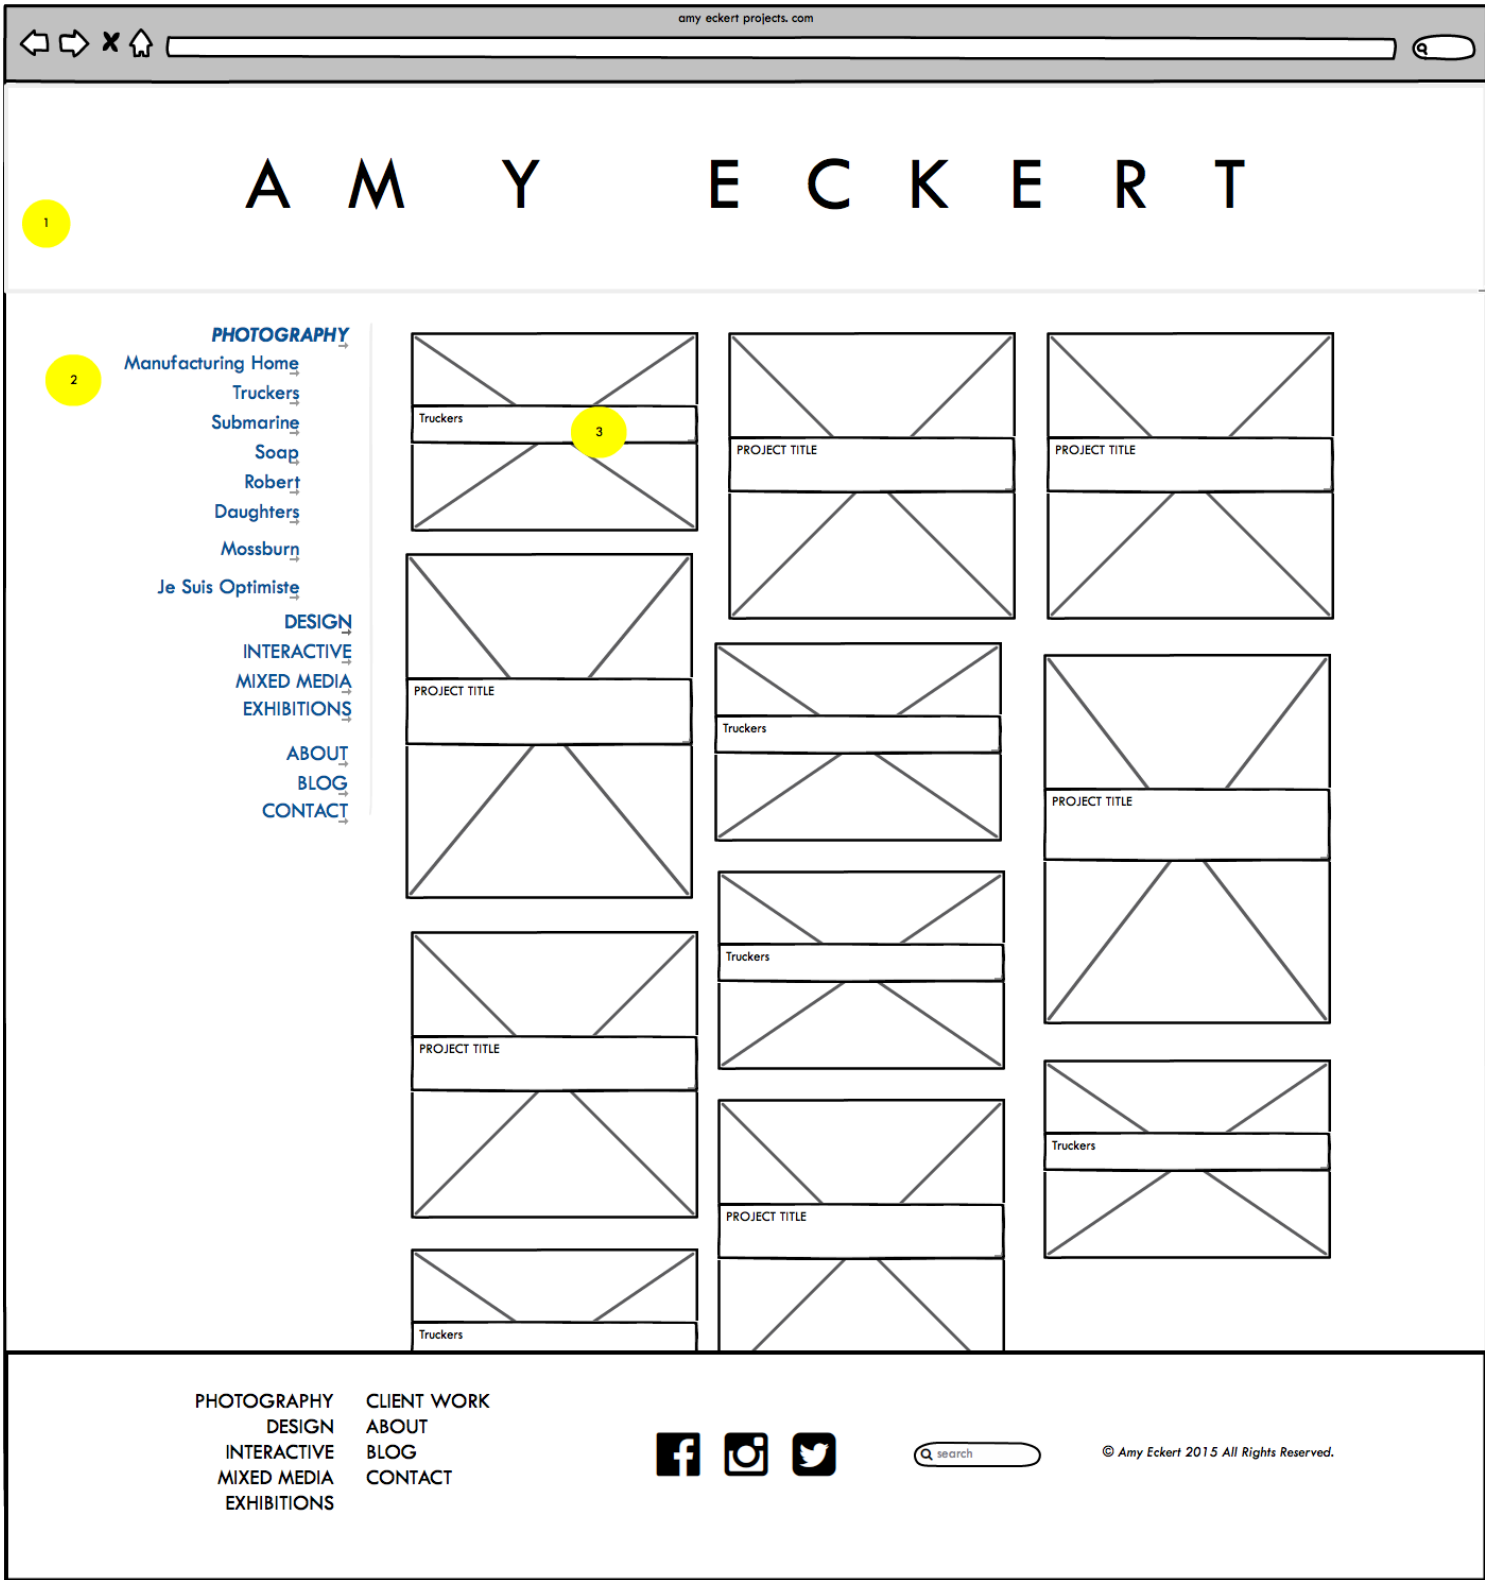 amy eckert projects. com
AMY ECKERT
1
PHOTOGRAPHY
Manufacturing Home
2
Truckers
Submarine
Soap
Robert
Daughters
Mossburn
Je Suis Optimiste
DESIGN
INTERACTIVE
MIXED MEDIA
EXHIBITIONS
ABOUT
BLOG
CONTACT
Truckers
3
PROJECT TITLE
PROJECT TITLE
PROJECT TITLE
Truckers
PROJECT TITLE
Truckers
PROJECT TITLE
Truckers
PROJECT TITLE
Truckers
PHOTOGRAPHY
DESIGN
INTERACTIVE
MIXED MEDIA
EXHIBITIONS
CLIENT WORK
ABOUT
BLOG
CONTACT
search
© Amy Eckert 2015 All Rights Reserved.